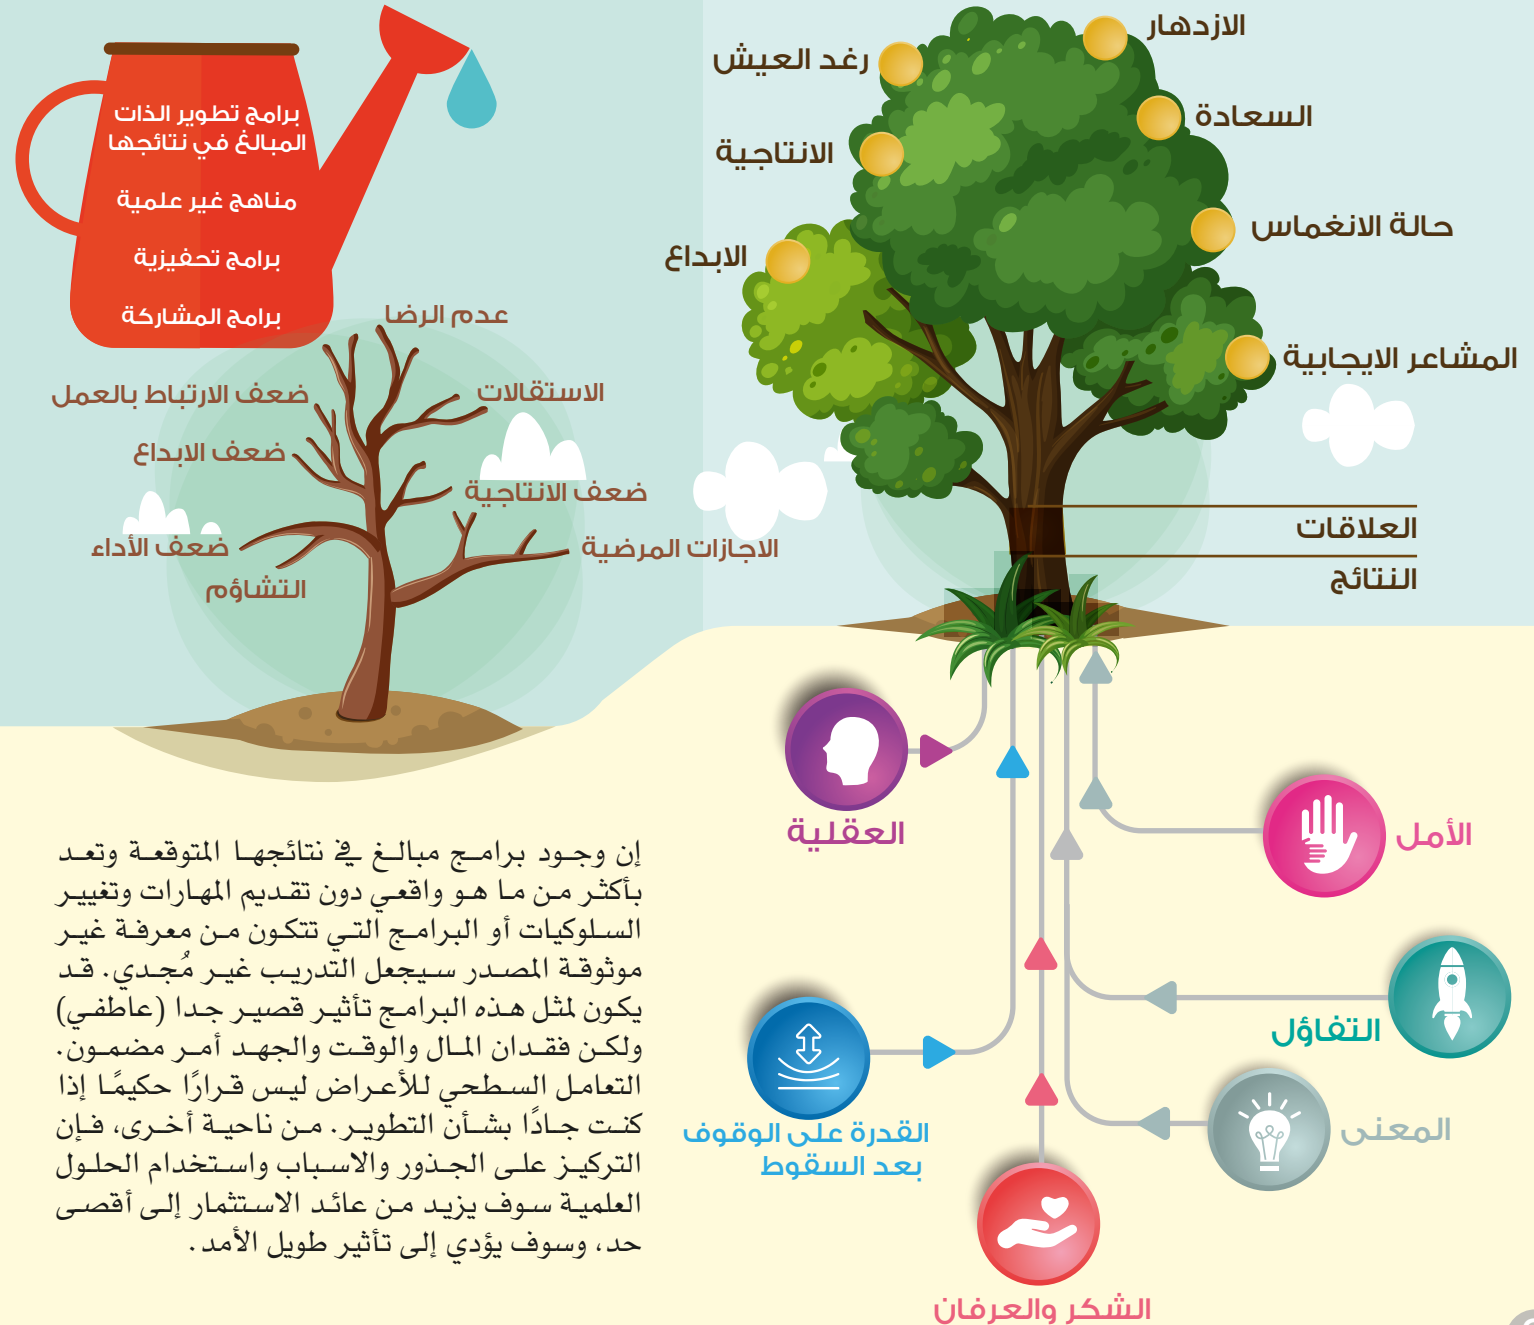 برامج تطوير الذات
المبالغ في نتائجها
مناهج غير علمية
برامج تحفيزية
برامج المشاركة
عدم الرضا
الاستقالات
ضعف الارتباط بالعمل
ضعف الابداع
ضعف الانتاجية
ضعف الأداء
الاجازات المرضية
التشاؤم
الازدهار
رغد العيش
السعادة
الانتاجية
حالة الانغماس
الابداع
المشاعر الايجابية
العلاقات
النتائج
العقلية
الأمل
التفاؤل
المعنى
القدرة على الوقوف
بعد السقوط
الشكر والعرفان
إن وجود برامج مبالغ في نتائجها المتوقعة وتعد
بأكثر من ما هو واقعي دون تقديم المهارات وتغيير
السلوكيات أو البرامج التي تتكون من معرفة غير
موثوقة المصدر سيجعل التدريب غير مُجدي. قد
يكون لمثل هذه البرامج تأثير قصير جدا (عاطفي)
ولكن فقدان المال والوقت والجهد أمر مضمون.
التعامل السطحي للأعراض ليس قرارًا حكيمًا إذا
كنت جادًا بشأن التطوير. من ناحية أخرى، فإن
التركيز على الجذور والاسباب واستخدام الحلول
العلمية سوف يزيد من عائد الاستثمار إلى أقصى
حد، وسوف يؤدي إلى تأثير طويل الأمد.